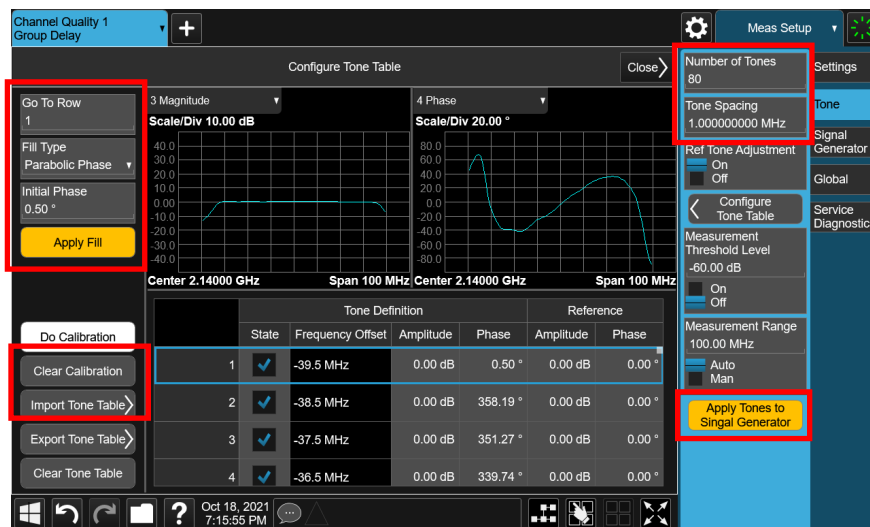 Channel Quality 1
Group Delay
Meas Setup
Configure Tone Table
Close
Go To Row
1
Fill Type
Parabolic Phase
Initial Phase
0.50 °
Apply Fill
Do Calibration
Clear Calibration
Import Tone Table
Export Tone Table
Clear Tone Table
3 Magnitude
Scale/Div 10.00 dB
40.0
30.0
20.0
10.0
0.00
-10.0
-20.0
-30.0
-40.0
Center 2.14000 GHz Span 100 MHz
4 Phase
Scale/Div 20.00 °
80.0
60.0
40.0
20.0
0.00
-20.0
-40.0
-60.0
-80.0
Center 2.14000 GHz Span 100 MHz
Tone Definition Reference
State Frequency Offset Amplitude Phase Amplitude Phase
1 -39.5 MHz 0.00 dB 0.50 ° 0.00 dB 0.00 °
2 -38.5 MHz 0.00 dB 358.19 ° 0.00 dB 0.00 °
3 -37.5 MHz 0.00 dB 351.27 ° 0.00 dB 0.00 °
4 -36.5 MHz 0.00 dB 339.74 ° 0.00 dB 0.00 °
Number of Tones
80
Tone Spacing
1.000000000 MHz
Ref Tone Adjustment
On
Off
Configure
Tone Table
Measurement
Threshold Level
-60.00 dB
On
Off
Measurement Range
100.00 MHz
Auto
Man
Apply Tones to
Singal Generator
Settings
Tone
Signal
Generator
Global
Service
Diagnostic
?
Oct 18, 2021
7:15:55 PM